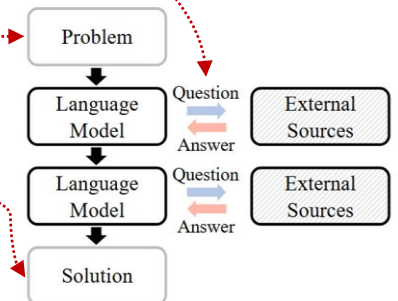 Problem
Question
Language
Model
External
Sources
Answer
Question
Language
Model
External
Sources
Answer
Solution